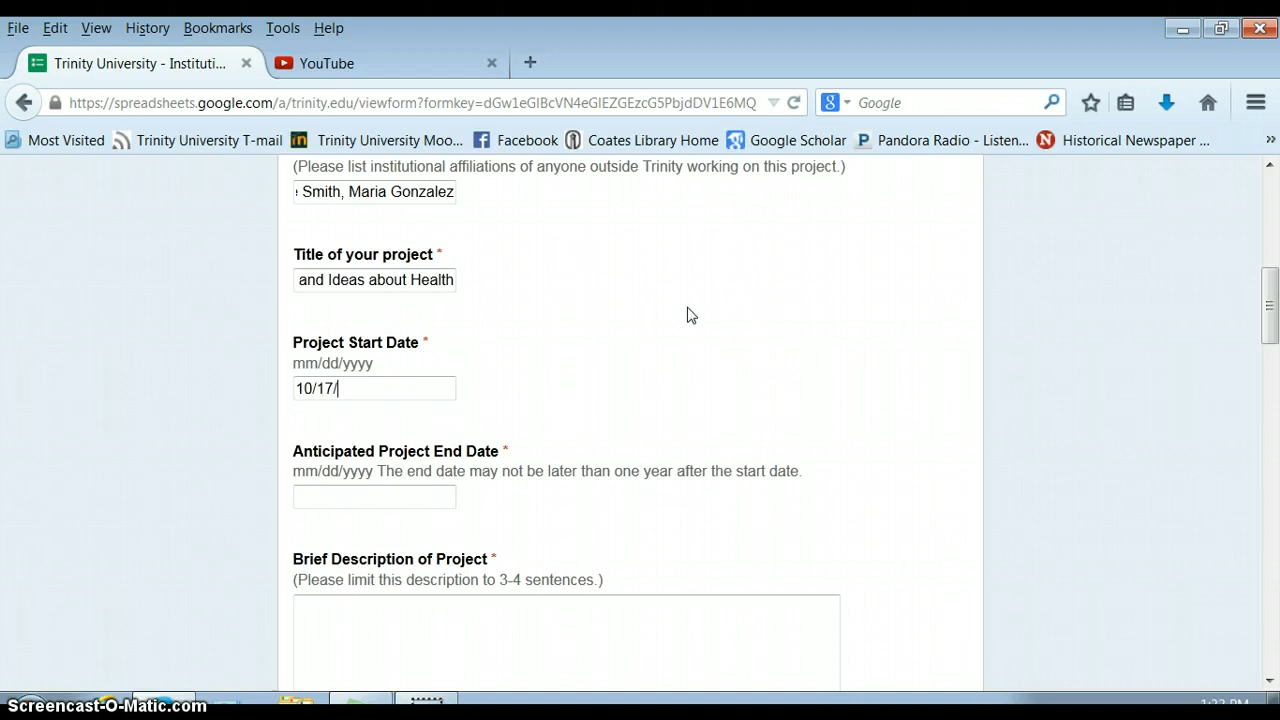 File Edit View History Bookmarks Tools Help
Trinity University - Instituti... YouTube
https://spreadsheets.google.com/a/trinity.edu/viewform?formkey=dGw1eGlBSVN4eGlEZGEzcG5PbjdDV1E6MQ Google
Most Visited Trinity University T-mail Trinity University Moo... Facebook Coates Library Home Google Scholar Pandora Radio - Listen... Historical Newspaper ...
(Please list institutional affiliations of anyone outside Trinity working on this project.)
Smith, Maria Gonzalez
Title of your project *
and Ideas about Health
Project Start Date *
mm/dd/yyyy
10/17/
Anticipated Project End Date *
mm/dd/yyyy The end date may not be later than one year after the start date.
Brief Description of Project *
(Please limit this description to 3-4 sentences.)
Screencast-O-Matic.com